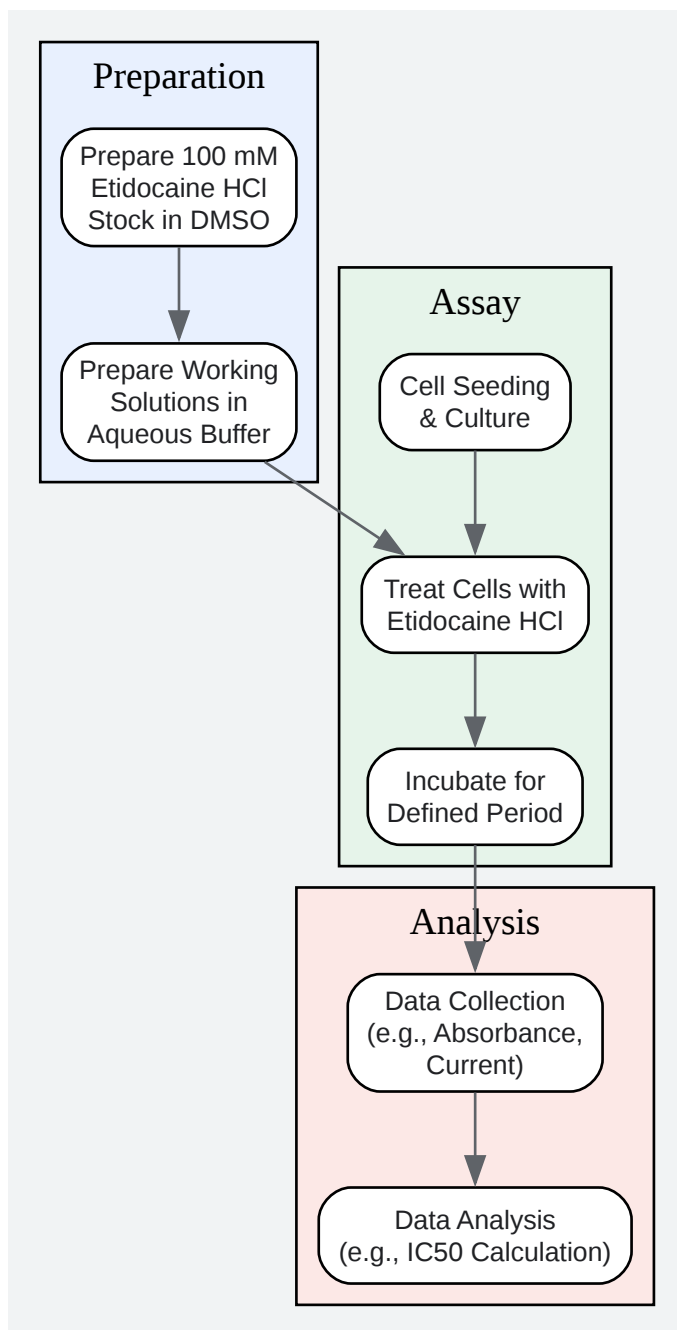 Preparation
Prepare 100 mM
Etidocaine HCl
Stock in DMSO
Prepare Working
Solutions in
Aqueous Buffer
Assay
Cell Seeding
& Culture
Treat Cells with
Etidocaine HCl
Incubate for
Defined Period
Analysis
Data Collection
(e.g., Absorbance,
Current)
Data Analysis
(e.g., IC50 Calculation)